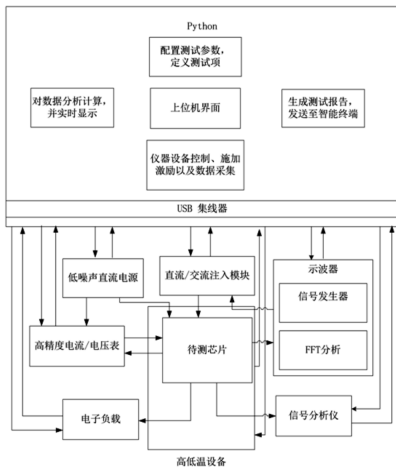 Python
配置测试参数，
定义测试项
对数据分析计算，
并实时显示
上位机界面
生成测试报告，
发送至智能终端
仪器设备控制、施加
激励以及数据采集
USB 集线器
低噪声直流电源
直流/交流注入模块
示波器
信号发生器
高精度电流/电压表
待测芯片
FFT分析
电子负载
信号分析仪
高低温设备